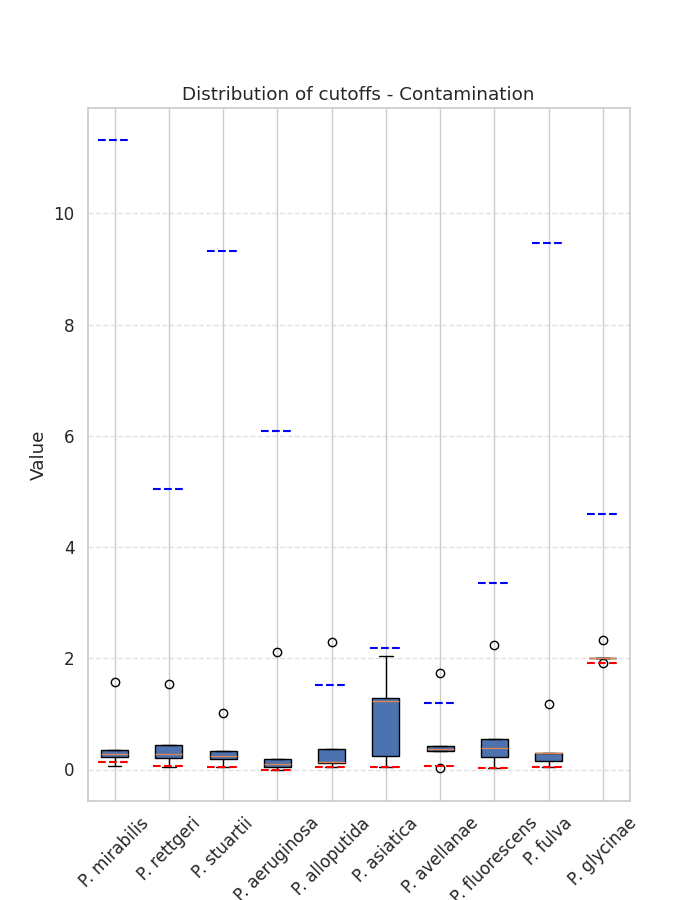 Distribution of cutoffs - Contamination
Value
10
8
6
4
2
0
P. mirabilis
P. rettgeri
P. stuartii
P. aeruginosa
P. alloputida
P. asiatica
P. avellanae
P. fluorescens
P. fulva
P. glycinae